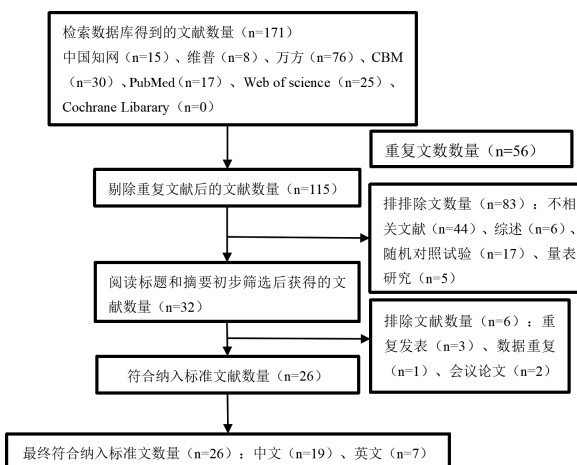 检索数据库得到的文献数量（n=171）
中国知网（n=15）、维普（n=8）、万方（n=76）、CBM
（n=30）、PubMed（n=17）、Web of science（n=25）、
Cochrane Libarary（n=0）
重复文数数量（n=56）
剔除重复文献后的文献数量（n=115）
排排除文数量（n=83）：不相
关文献（n=44）、综述（n=6）、
随机对照试验（n=17）、量表
研究（n=5）
阅读标题和摘要初步筛选后获得的文
献数量（n=32）
排除文献数量（n=6）：重
复发表（n=3）、数据重复
（n=1）、会议论文（n=2）
符合纳入标准文献数量（n=26）
最终符合纳入标准文数量（n=26）：中文（n=19）、英文（n=7）